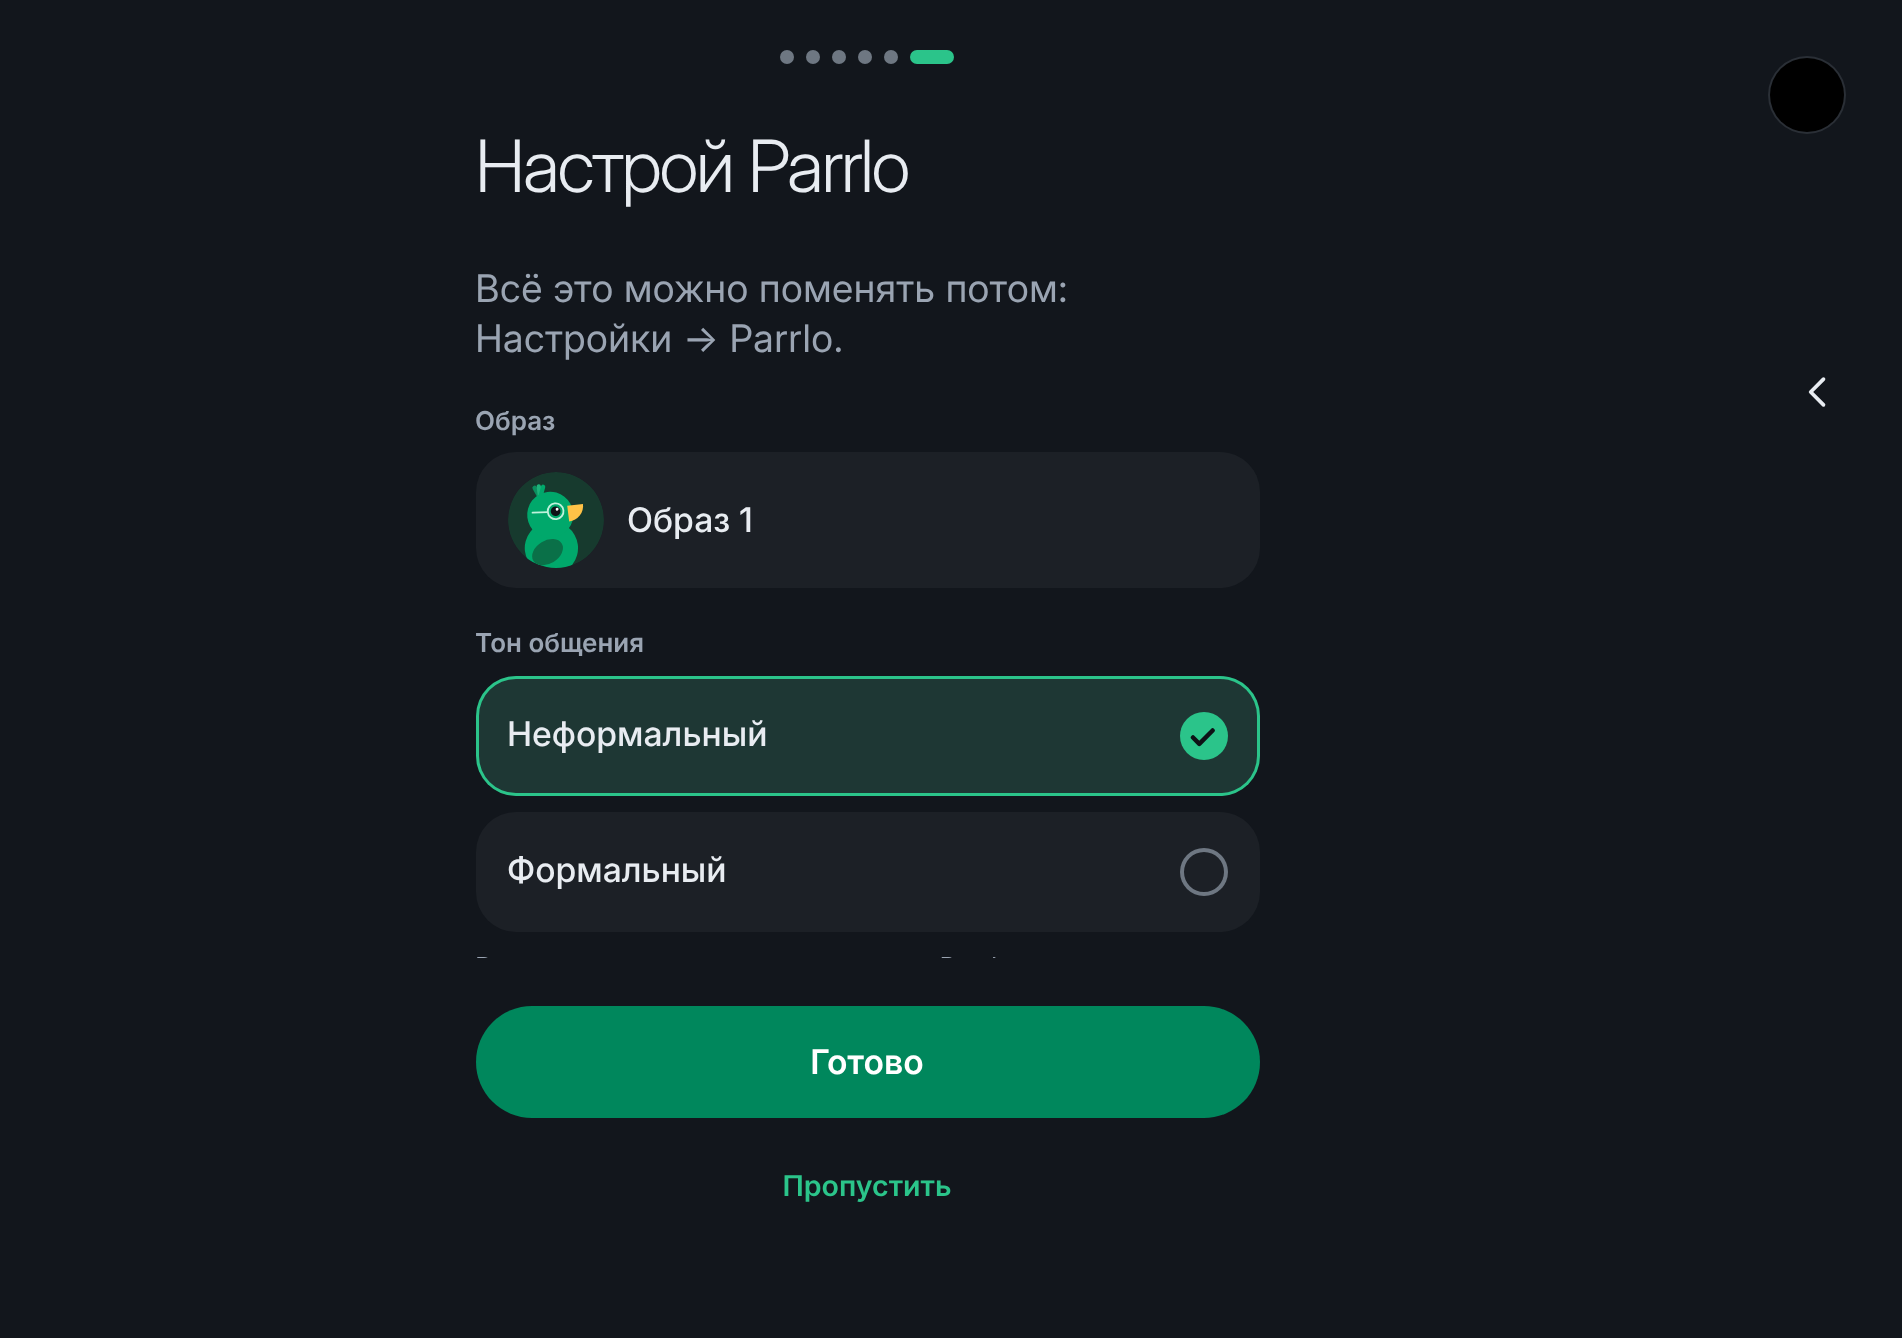 Настрой Parrlo
Всё это можно поменять потом:
Настройки → Parrlo.
Образ
Образ 1
Тон общения
Неформальный
Формальный
Готово
Пропустить